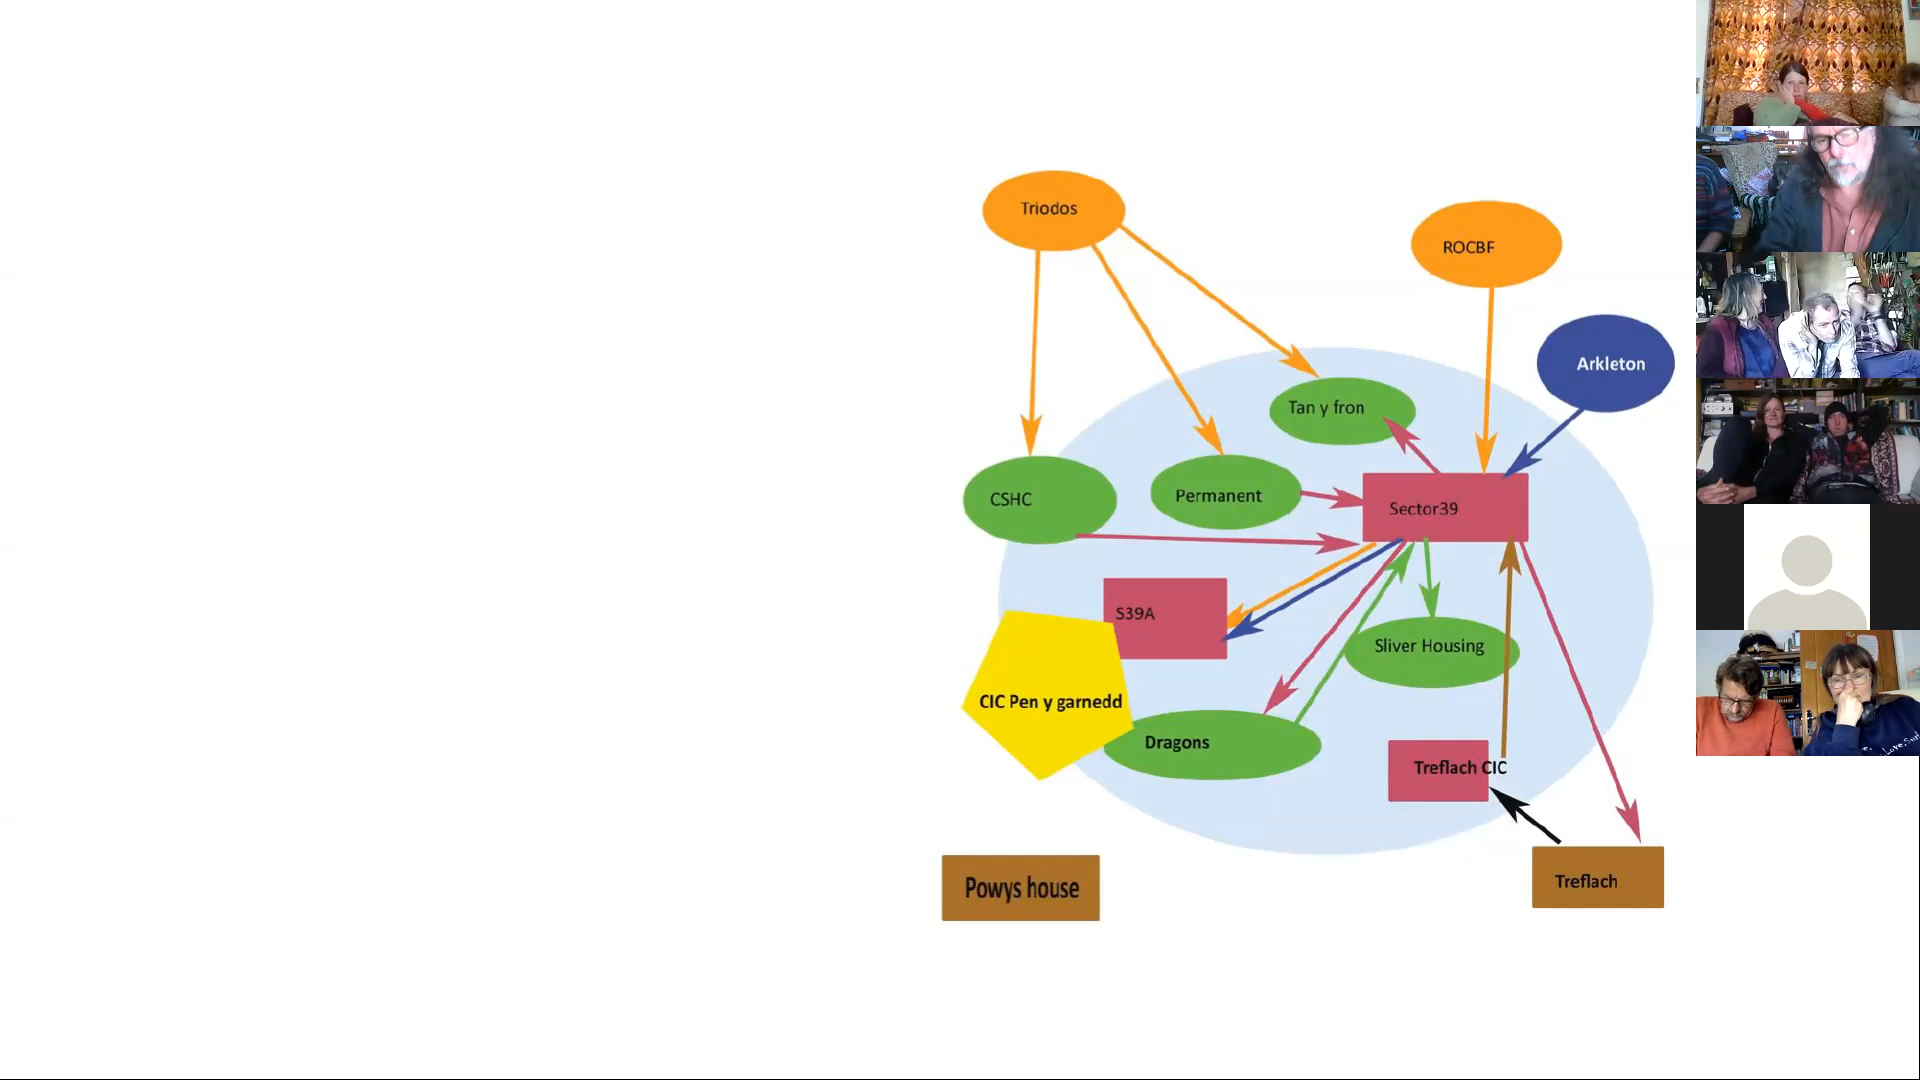 Triodos
ROCBF
Arkleton
Tan y fron
CSHC
Permanent
Sector39
S39A
Sliver Housing
CIC Pen y garnedd
Dragons
Treflach CIC
Powys house
Treflach